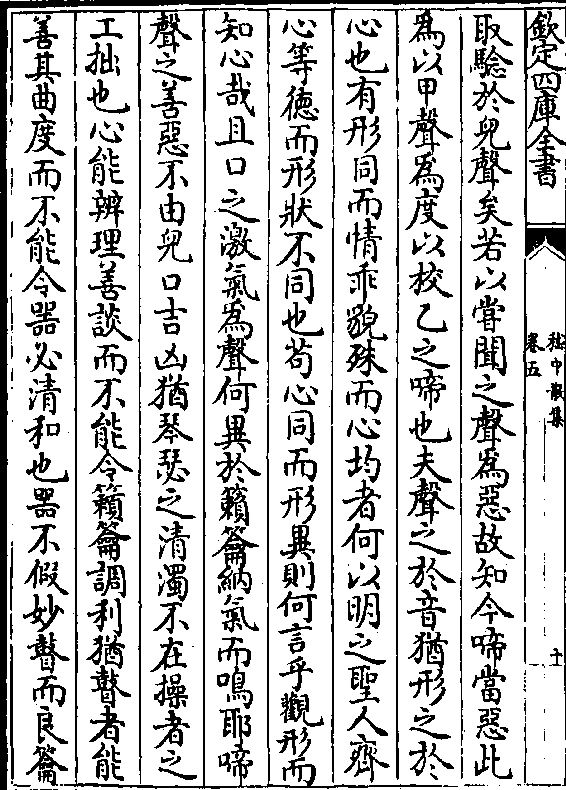 欽定四庫全書
嵇中散集
卷五
十
取驗於兒聲矣若以嘗聞之聲為惡故知今啼當惡此
為以甲聲為度以校乙之啼也夫聲之於音猶形之於
心也有形同而情乖貌殊而心均者何以明之聖人齊
心等徳而形狀不同也苟心同而形異則何言乎觀形而
知心哉且口之激氣為聲何異於籟籥納氣而鳴耶啼
聲之善惡不由兒口吉凶猶琴瑟之清濁不在操者之
工拙也心能辨理善談而不能令籟籥調利猶瞽者能
善其曲度而不能令器必清和也器不假妙瞽而良籥